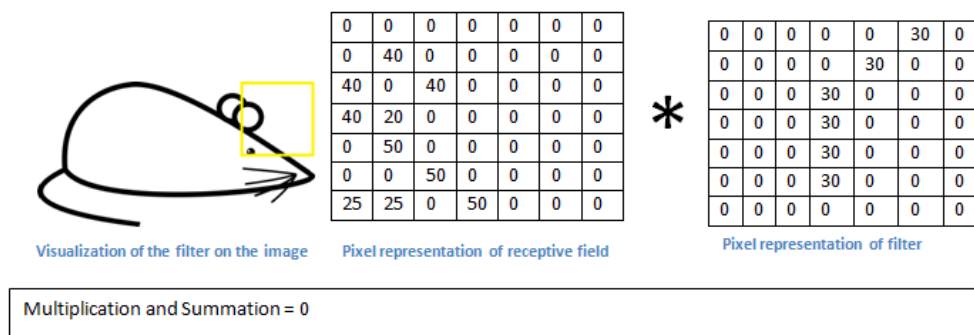 0 0 0 0 0 0 0
0 40 0 0 0 0 0
40 0 40 0 0 0 0
40 20 0 0 0 0 0
0 50 0 0 0 0 0
0 0 50 0 0 0 0
25 25 0 50 0 0 0
*
0 0 0 0 0 30 0
0 0 0 0 30 0 0
0 0 0 30 0 0 0
0 0 0 30 0 0 0
0 0 0 30 0 0 0
0 0 0 30 0 0 0
0 0 0 0 0 0 0
Visualization of the filter on the image
Pixel representation of receptive field
Pixel representation of filter
Multiplication and Summation = 0